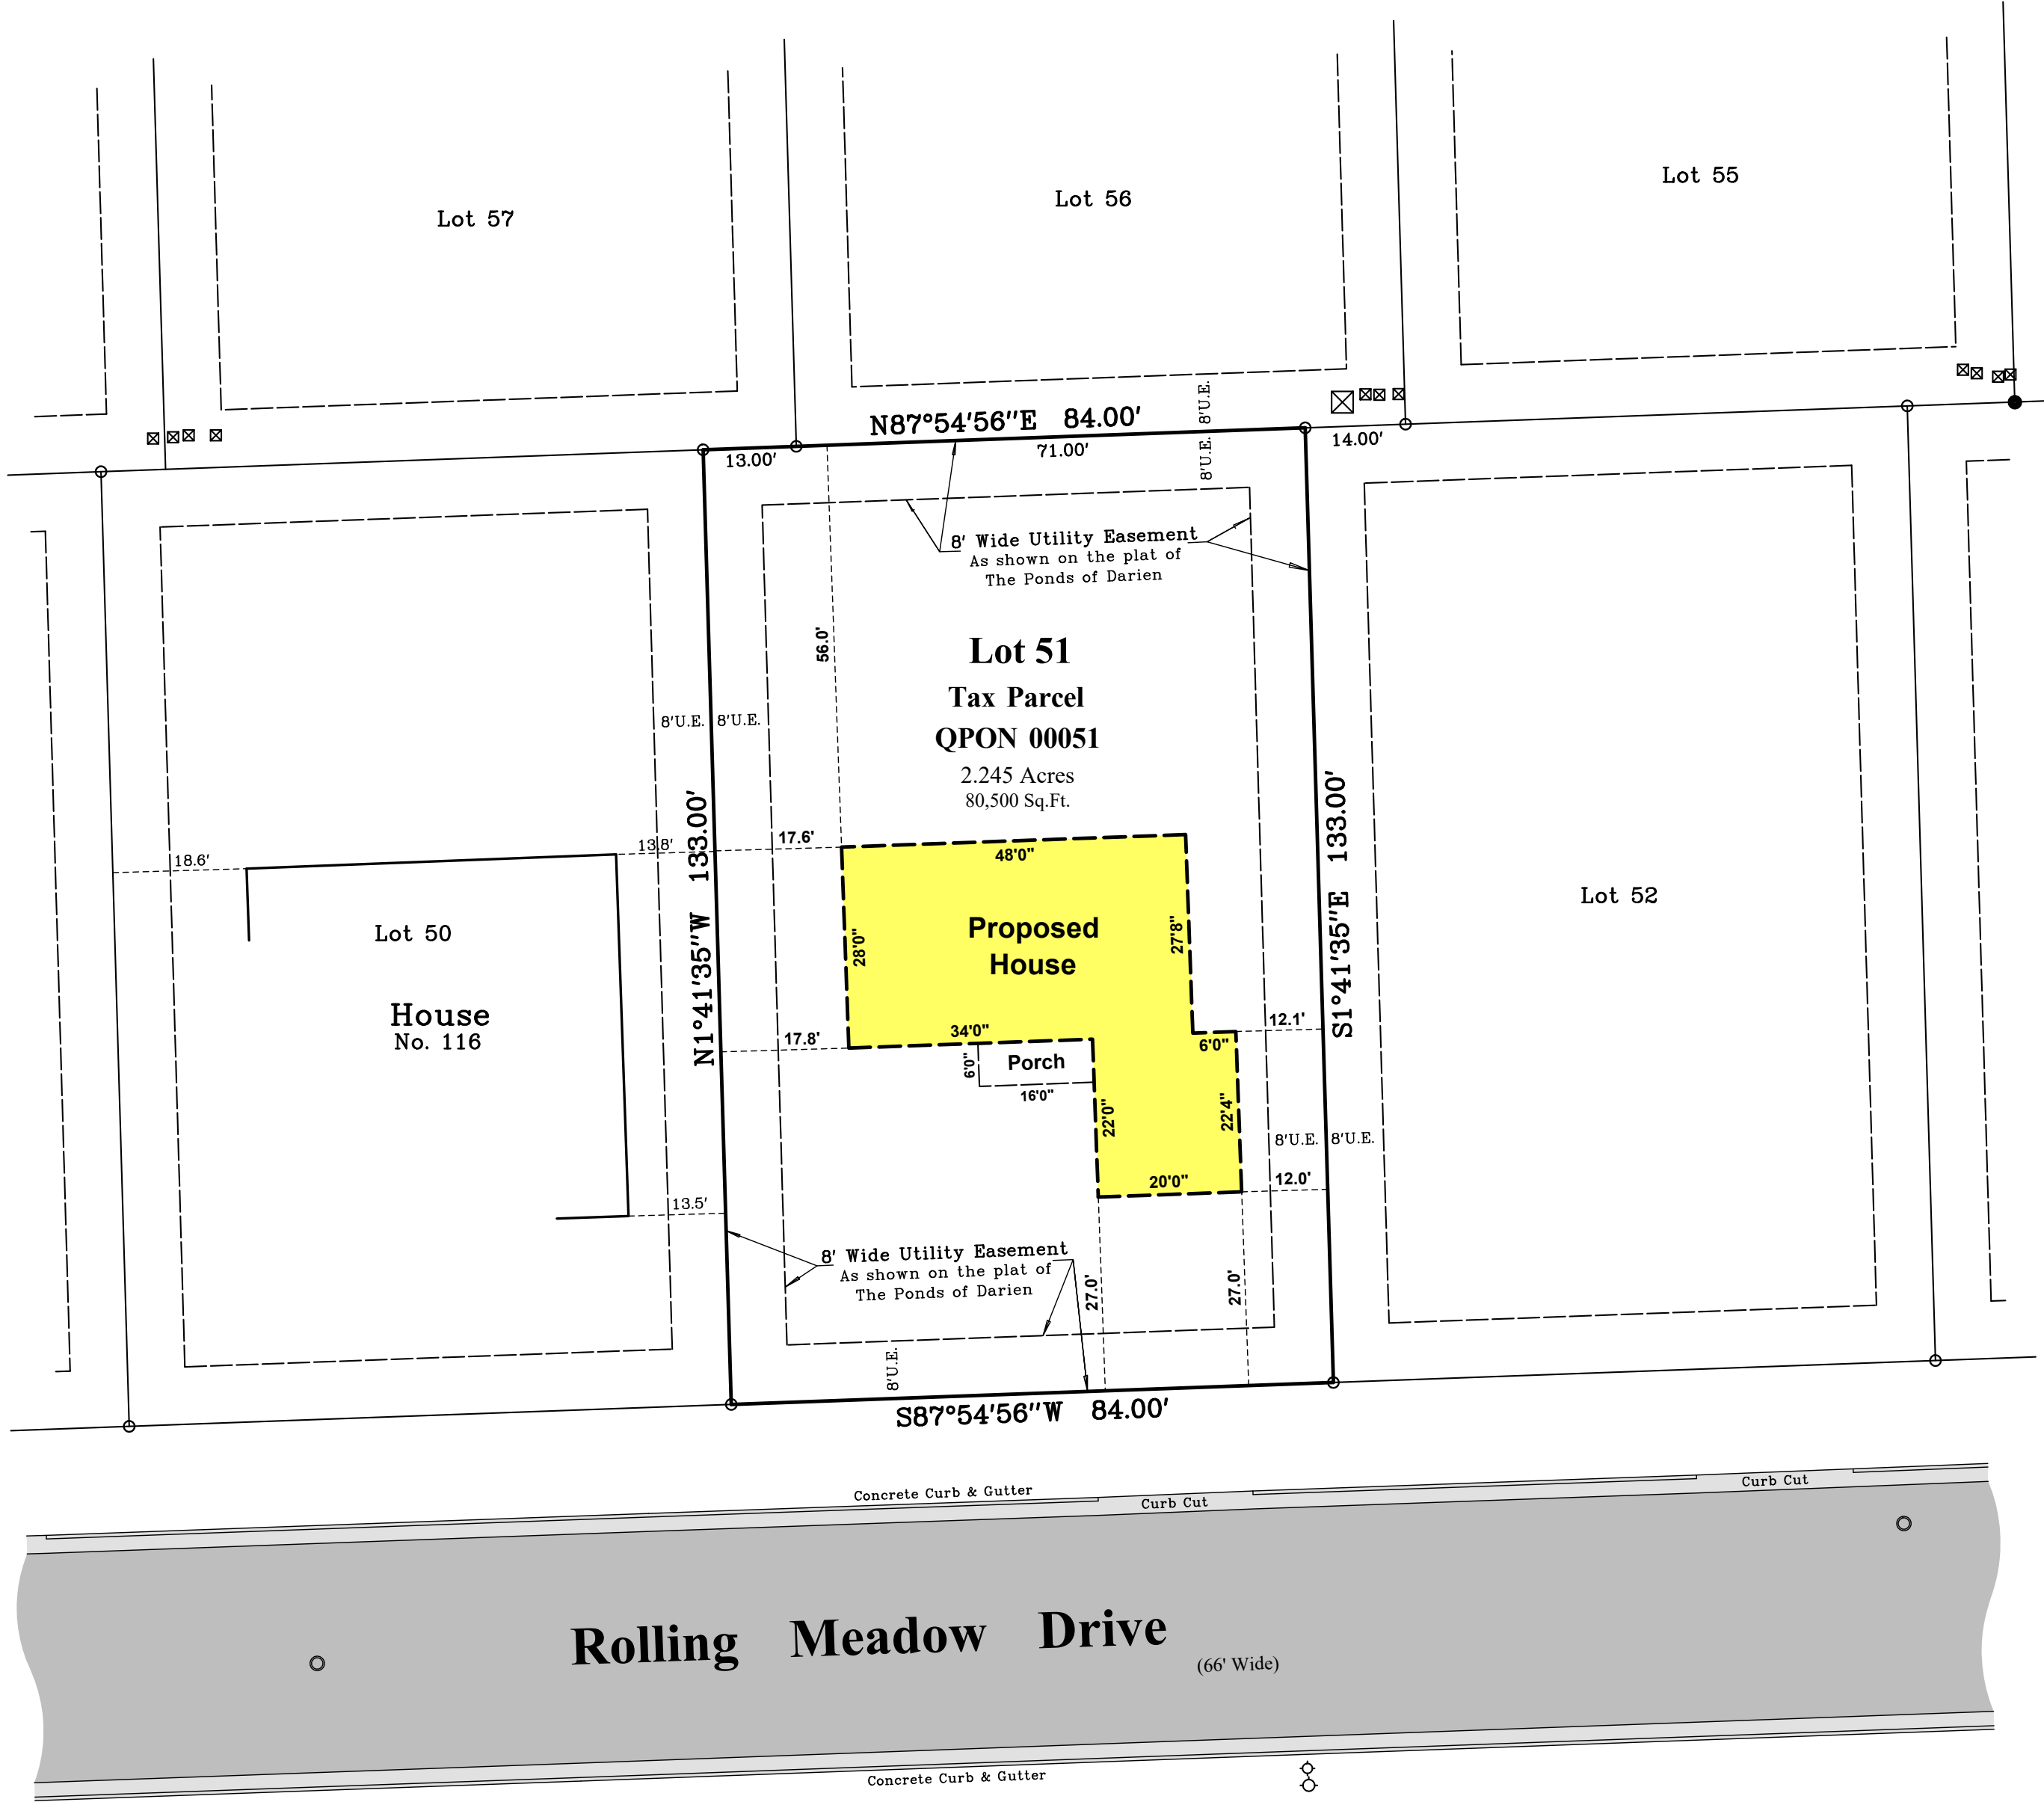 Lot 57
Lot 56
Lot 55
8'U.E.
N87°54'56"E 84.00'
13.00'
71.00'
14.00'
8'U.E.
8' Wide Utility Easement
As shown on the plat of
The Ponds of Darien
56.0'
Lot 51
Tax Parcel
QPON 00051
2.245 Acres
80,500 Sq.Ft.
8'U.E.
8'U.E.
N1°41'35"W 133.00'
S1°41'35"E 133.00'
18.6'
13.8'
17.6'
48'0"
Lot 50
House
No. 116
Lot 52
Proposed
House
28'0"
27'8"
17.8'
34'0"
12.1'
6'0"
6'0"
Porch
16'0"
22'0"
22'4"
8'U.E.
8'U.E.
20'0"
12.0'
13.5'
8' Wide Utility Easement
As shown on the plat of
The Ponds of Darien
27.0'
27.0'
8'U.E.
S87°54'56"W 84.00'
Concrete Curb & Gutter
Curb Cut
Curb Cut
Rolling Meadow Drive
(66' Wide)
Concrete Curb & Gutter